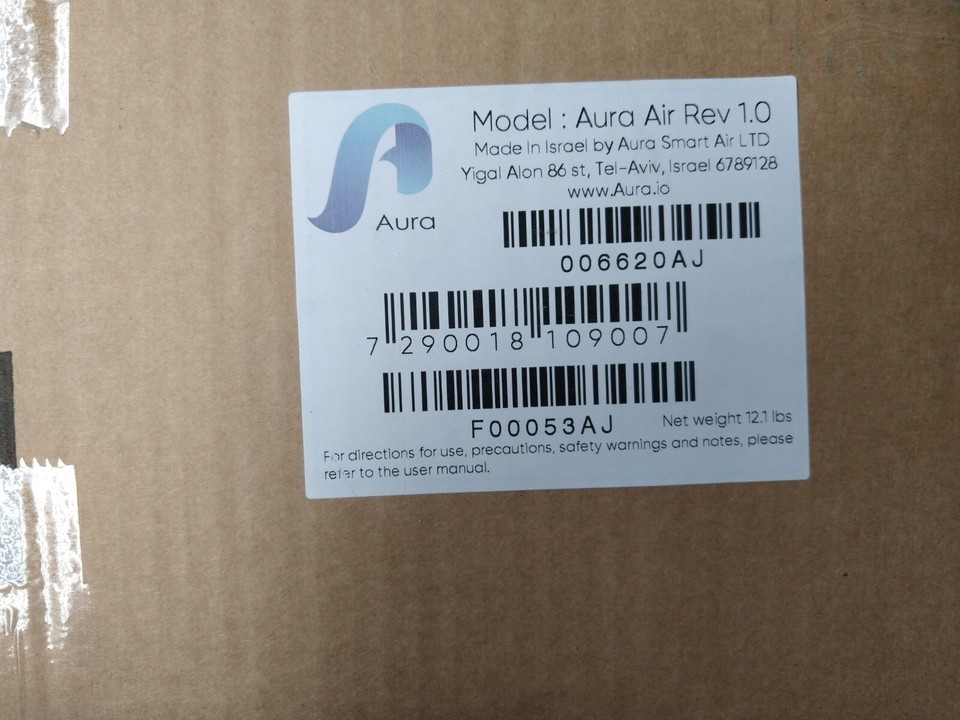 Model : Aura Air Rev 1.0
Made In Israel by Aura Smart Air LTD
Yigal Alon 86 st, Tel-Aviv, Israel 6789128
www.Aura.io
Aura
006620AJ
7 290018 109007
F00053AJ
Net weight 12.1 lbs
For directions for use, precautions, safety warnings and notes, please
refer to the user manual.